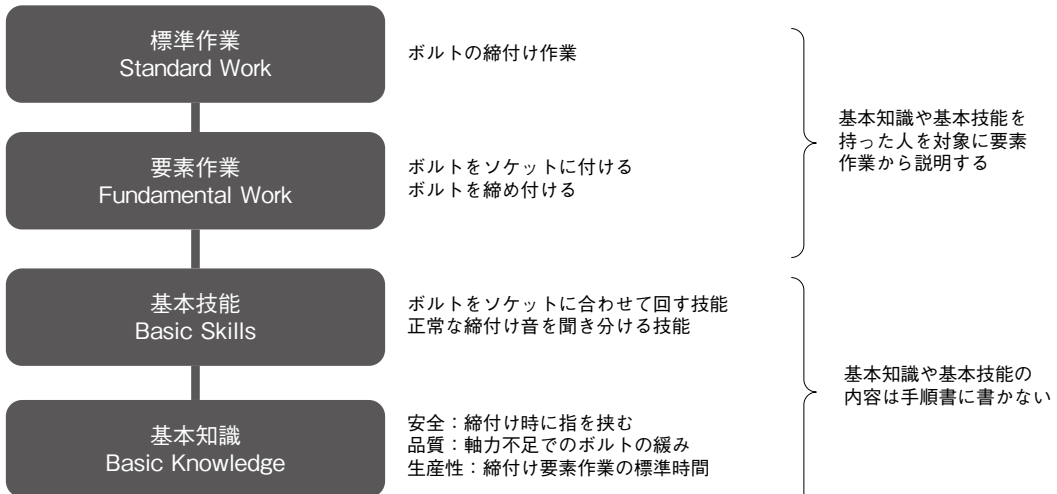 標準作業
Standard Work
ボルトの締付け作業
基本知識や基本技能を
持った人を対象に要素
作業から説明する
要素作業
Fundamental Work
ボルトをソケットに付ける
ボルトを締め付ける
基本技能
Basic Skills
ボルトをソケットに合わせて回す技能
正常な締付け音を聞き分ける技能
基本知識や基本技能の
内容は手順書に書かない
基本知識
Basic Knowledge
安全：締付け時に指を挟む
品質：軸力不足でのボルトの緩み
生産性：締付け要素作業の標準時間